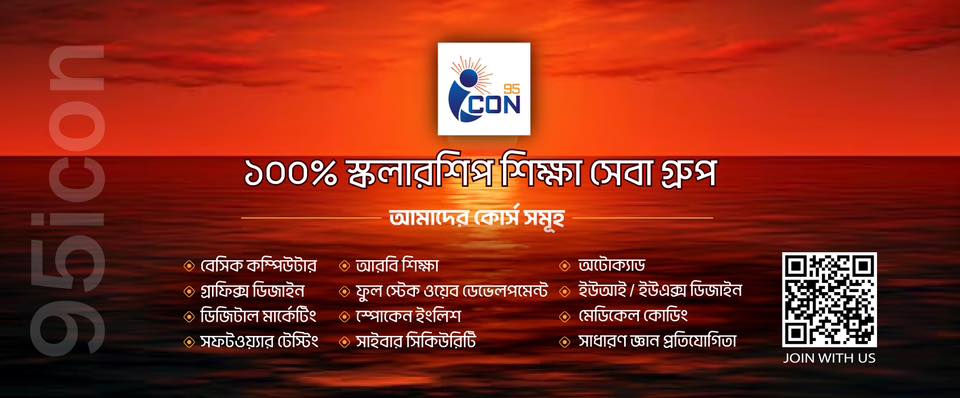 95icon
95
iCON
১০০% স্কলারশিপ শিক্ষা সেবা গ্রুপ
আমাদের কোর্স সমূহ
বেসিক কম্পিউটার
গ্রাফিক্স ডিজাইন
ডিজিটাল মার্কেটিং
সফটওয়্যার টেস্টিং
আরবি শিক্ষা
ফুল স্টেক ওয়েব ডেভেলপমেন্ট
স্পোকেন ইংলিশ
সাইবার সিকিউরিটি
অটোক্যাড
ইউআই / ইউএক্স ডিজাইন
মেডিকেল কোডিং
সাধারণ জ্ঞান প্রতিযোগিতা
JOIN WITH US